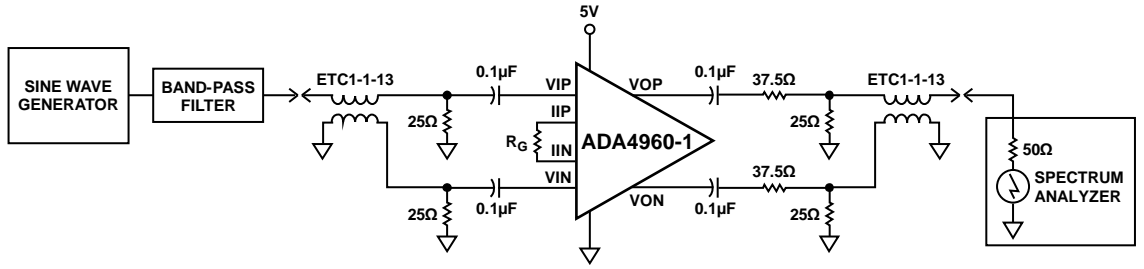 5V
SINE WAVE
GENERATOR
BAND-PASS
FILTER
ETC1-1-13
25Ω
25Ω
0.1µF
0.1µF
VIP
IIP
RG
IIN
VIN
ADA4960-1
VOP
VON
0.1µF
37.5Ω
37.5Ω
0.1µF
25Ω
25Ω
ETC1-1-13
50Ω
SPECTRUM
ANALYZER